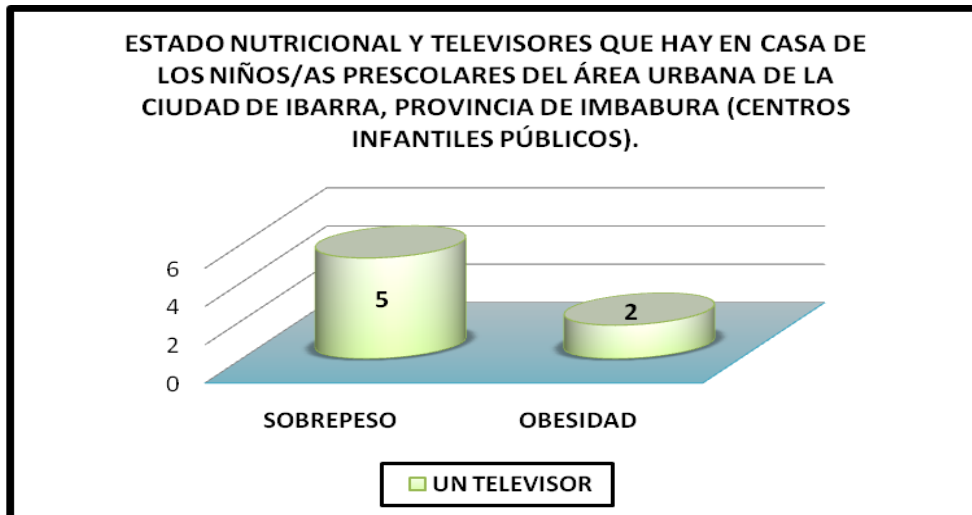 ESTADO NUTRICIONAL Y TELEVISORES QUE HAY EN CASA DE
LOS NIÑOS/AS PRESCOLARES DEL ÁREA URBANA DE LA
CIUDAD DE IBARRA, PROVINCIA DE IMBABURA (CENTROS
INFANTILES PÚBLICOS).
6
4
2
0
5
2
SOBREPESO
OBESIDAD
UN TELEVISOR